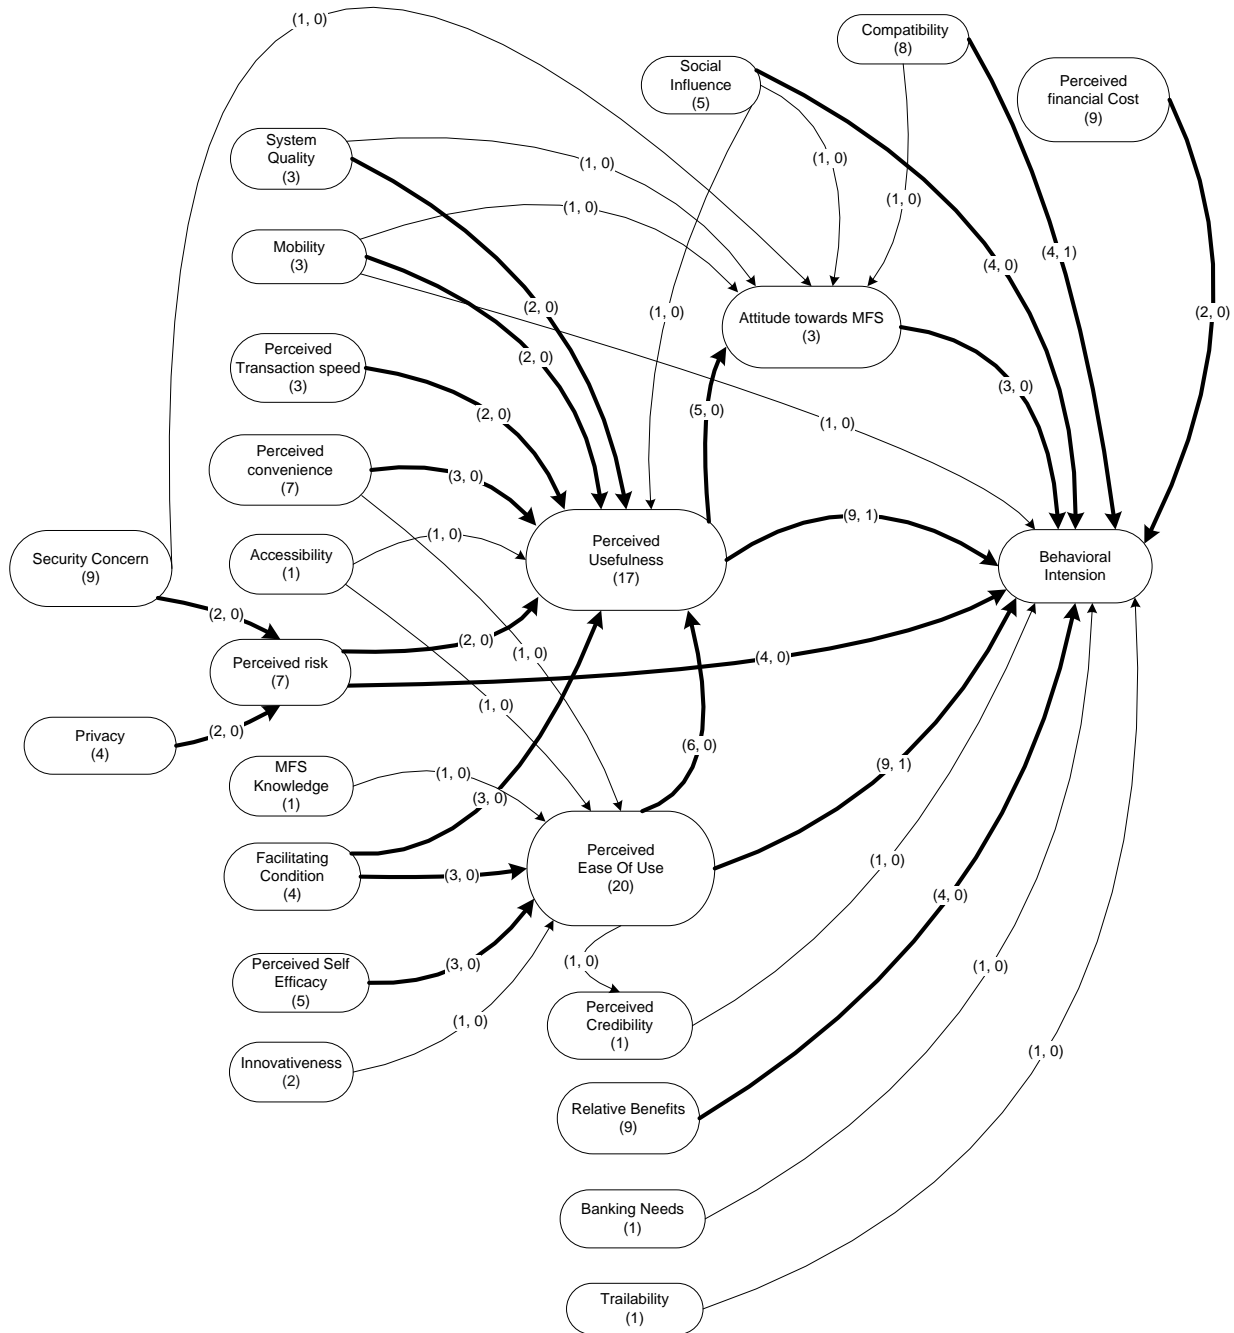 (1, 0)
Compatibility
(8)
Social
Influence
(5)
Perceived
financial Cost
(9)
System
Quality
(3)
(1, 0)
(1, 0)
(1, 0)
(1, 0)
Mobility
(3)
(4, 1)
(4, 0)
(2, 0)
(1, 0)
(2, 0)
Attitude towards MFS
(3)
Perceived
Transaction speed
(3)
(2, 0)
(3, 0)
(2, 0)
(5, 0)
(1, 0)
Perceived
convenience
(7)
(3, 0)
(9, 1)
Accessibility
(1)
(1, 0)
Perceived
Usefulness
(17)
Behavioral
Intension
Security Concern
(9)
(2, 0)
(2, 0)
(1, 0)
(4, 0)
Perceived risk
(7)
(1, 0)
Privacy
(4)
(2, 0)
(6, 0)
MFS
Knowledge
(1)
(1, 0)
(9, 1)
(3, 0)
Perceived
Ease Of Use
(20)
Facilitating
Condition
(4)
(3, 0)
(1, 0)
(4, 0)
Perceived Self
Efficacy
(5)
(3, 0)
(1, 0)
(1, 0)
Perceived
Credibility
(1)
(1, 0)
Innovativeness
(2)
(1, 0)
Relative Benefits
(9)
Banking Needs
(1)
Trailability
(1)